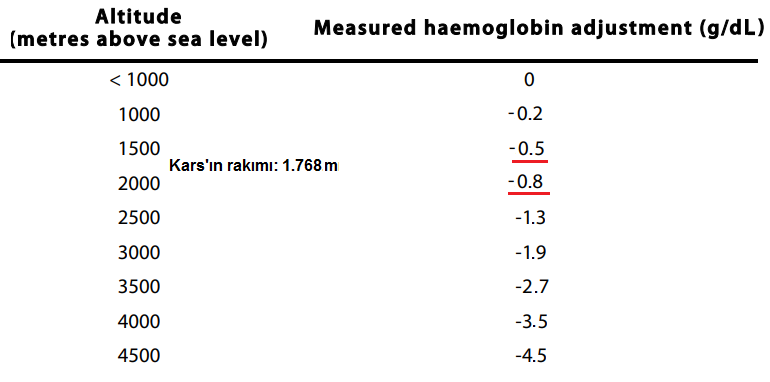 Altitude
(metres above sea level)
Measured haemoglobin adjustment (g/dL)
< 1000 0
1000 -0.2
1500 -0.5
Kars'ın rakımı: 1.768 m
2000 -0.8
2500 -1.3
3000 -1.9
3500 -2.7
4000 -3.5
4500 -4.5